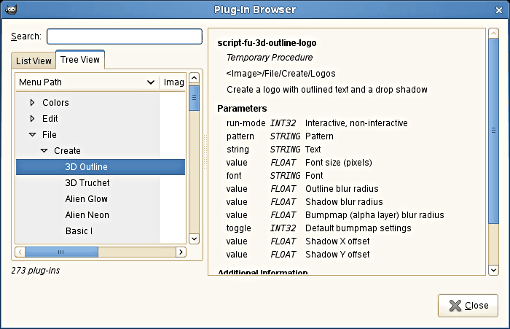 Plug-In Browser
Search:
List View Tree View
Menu Path Imag
Colors
Edit
File
Create
3D Outline
3D Truchet
Alien Glow
Alien Neon
Basic I
273 plug-ins
script-fu-3d-outline-logo
Temporary Procedure
<Image>/File/Create/Logos
Create a logo with outlined text and a drop shadow
Parameters
run-mode INT32 Interactive, non-interactive
pattern STRING Pattern
string STRING Text
value FLOAT Font size (pixels)
font STRING Font
value FLOAT Outline blur radius
value FLOAT Shadow blur radius
value FLOAT Bumpmap (alpha layer) blur radius
toggle INT32 Default bumpmap settings
value FLOAT Shadow X offset
value FLOAT Shadow Y offset
Additional Information
Close